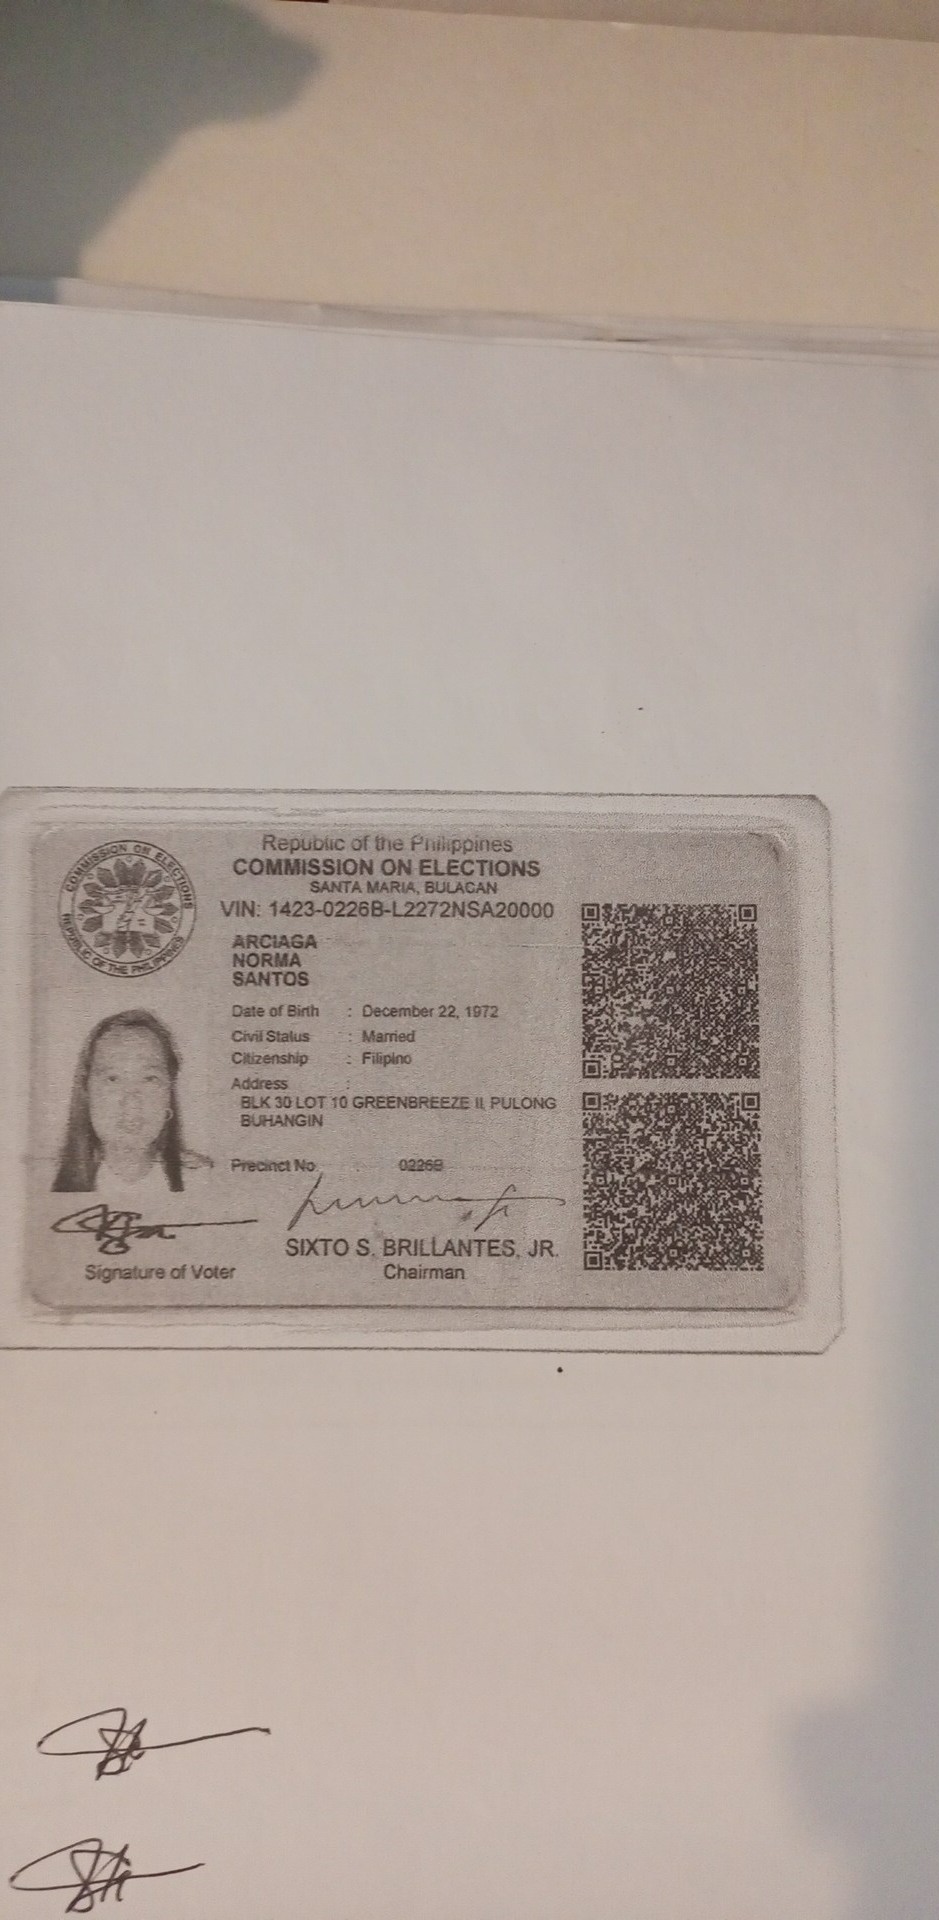 Republic of the Philippines
COMMISSION ON ELECTIONS
SANTA MARIA, BULACAN
VIN: 1423-0226B-L2272NSA20000
COMMISSION ON ELECTIONS
REPUBLIC OF THE PHILIPPINES
ARCIAGA
NORMA
SANTOS
Date of Birth : December 22, 1972
Civil Status : Married
Citizenship : Filipino
Address :
BLK 30 LOT 10 GREENBREEZE II, PULONG
BUHANGIN
Precinct No. : 0226B
SIXTO S. BRILLANTES, JR.
Chairman
Signature of Voter